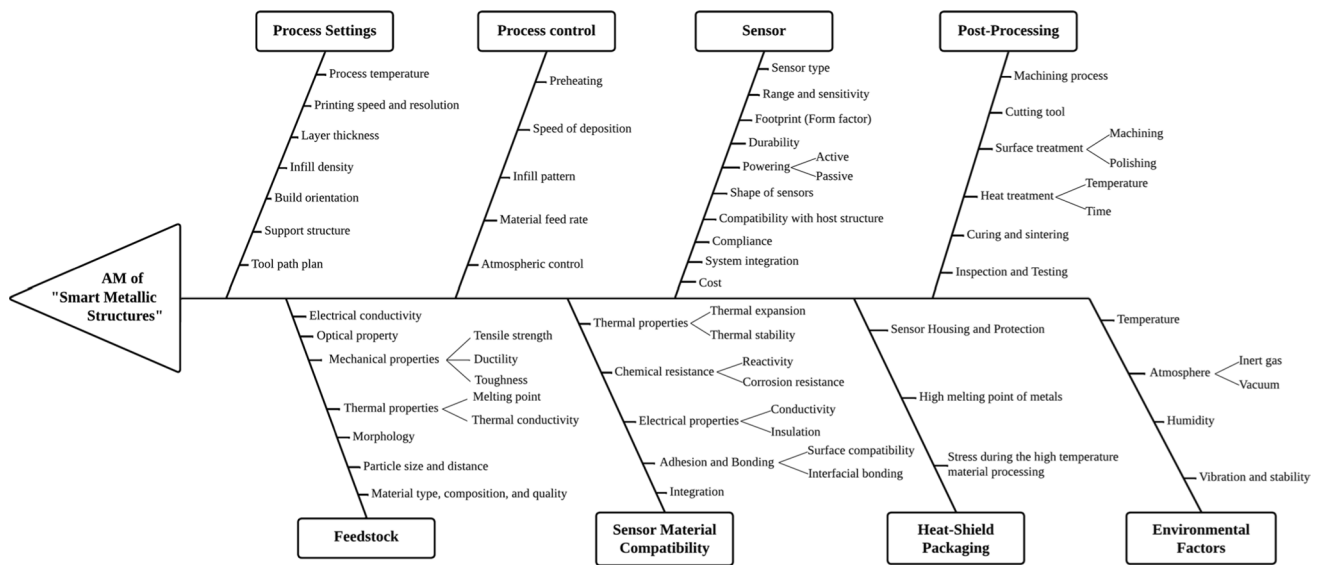 Process Settings
Process temperature
Printing speed and resolution
Layer thickness
Infill density
Build orientation
Support structure
Tool path plan
Process control
Preheating
Speed of deposition
Infill pattern
Material feed rate
Atmospheric control
Sensor
Sensor type
Range and sensitivity
Footprint (Form factor)
Durability
Powering
Active
Passive
Shape of sensors
Compatibility with host structure
Compliance
System integration
Cost
Post-Processing
Machining process
Cutting tool
Surface treatment
Machining
Polishing
Heat treatment
Temperature
Time
Curing and sintering
Inspection and Testing
AM of
"Smart Metallic
Structures"
Electrical conductivity
Optical property
Mechanical properties
Tensile strength
Ductility
Toughness
Thermal properties
Melting point
Thermal conductivity
Morphology
Particle size and distance
Material type, composition, and quality
Feedstock
Thermal properties
Thermal expansion
Thermal stability
Chemical resistance
Reactivity
Corrosion resistance
Electrical properties
Conductivity
Insulation
Adhesion and Bonding
Surface compatibility
Interfacial bonding
Integration
Sensor Material
Compatibility
Sensor Housing and Protection
High melting point of metals
Stress during the high temperature
material processing
Heat-Shield
Packaging
Temperature
Atmosphere
Inert gas
Vacuum
Humidity
Vibration and stability
Environmental
Factors